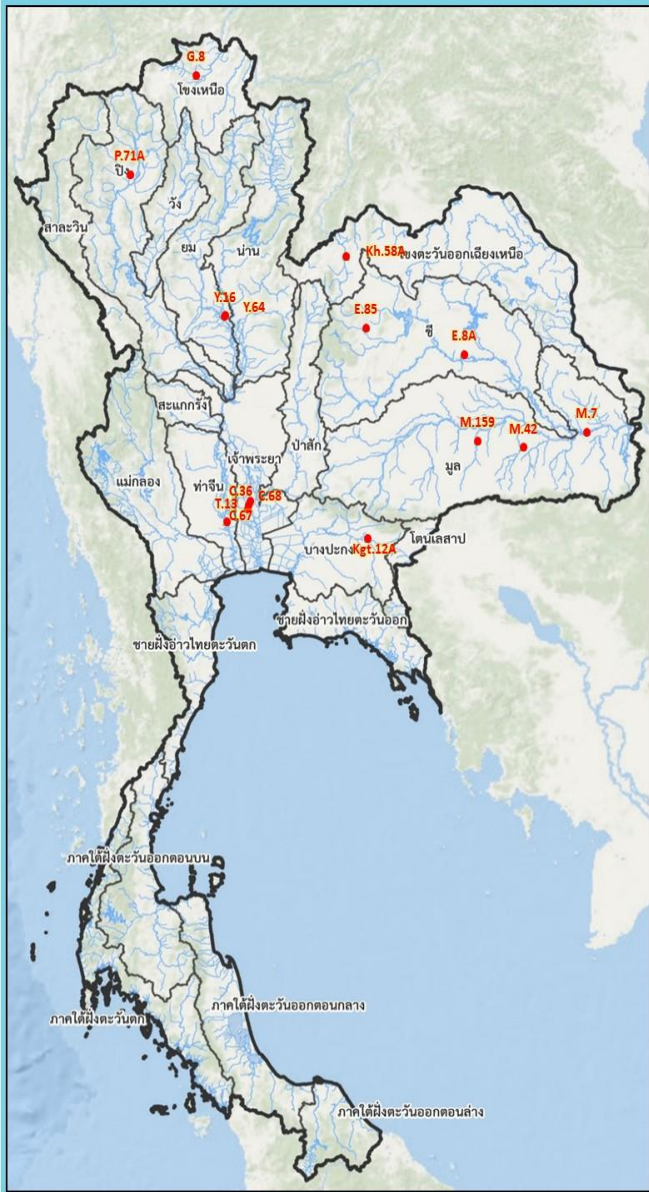 G.8
โขงเหนือ
P.71A
ปิง
วัง
สาละวิน
ยม
น่าน
Kh.58A
โขงตะวันออกเฉียงเหนือ
Y.16
Y.64
E.85
ชี
E.8A
สะแกกรัง
ป่าสัก
M.159
M.42
M.7
เจ้าพระยา
มูล
แม่กลอง
ท่าจีน
C.36
C.68
T.13
C.67
บางปะกง
Kgt.12A
โตนเลสาป
ชายฝั่งอ่าวไทยตะวันออก
ชายฝั่งอ่าวไทยตะวันตก
ภาคใต้ฝั่งตะวันออกตอนบน
ภาคใต้ฝั่งตะวันออกตอนกลาง
ภาคใต้ฝั่งตะวันตก
ภาคใต้ฝั่งตะวันออกตอนล่าง